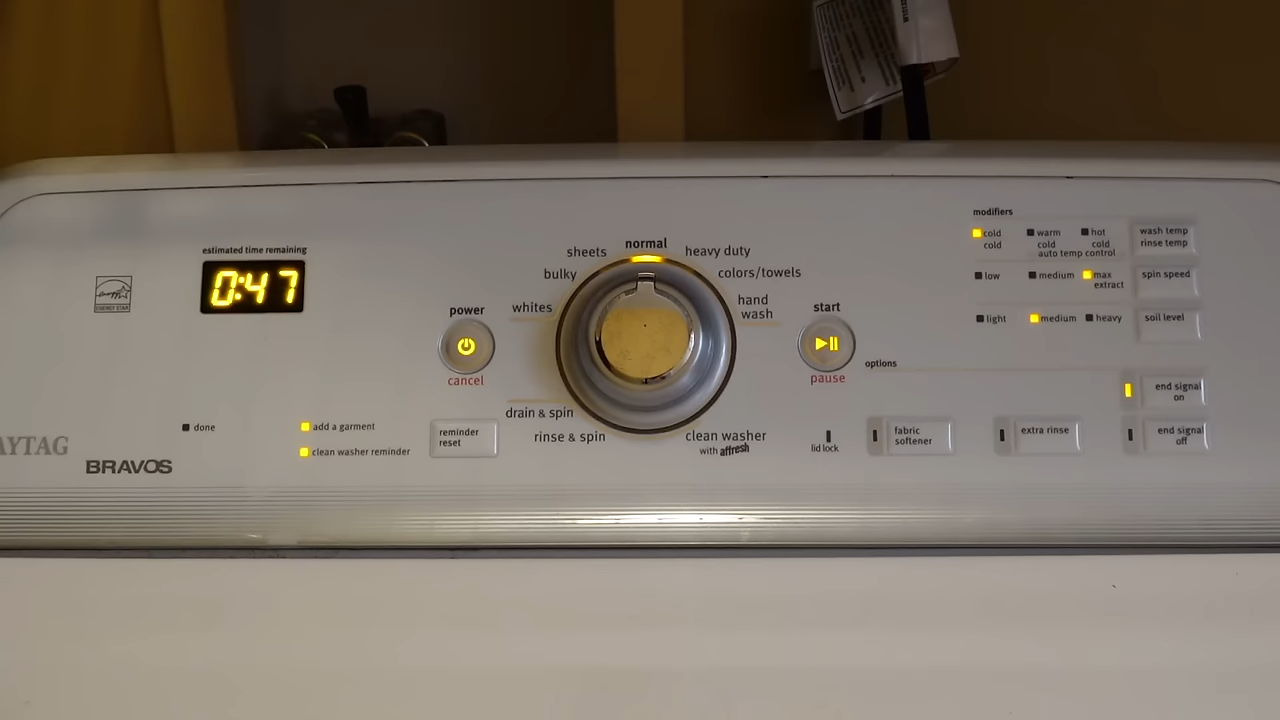 modifiers
cold
cold
warm
cold
hot
cold
auto temp control
wash temp
rinse temp
low
medium
max
extract
spin speed
light
medium
heavy
soil level
estimated time remaining
0:47
ENERGY STAR
normal
sheets
heavy duty
bulky
colors/towels
whites
hand
wash
power
cancel
start
pause
options
end signal
on
drain & spin
rinse & spin
clean washer
with affresh
done
add a garment
clean washer reminder
reminder
reset
lid lock
fabric
softener
extra rinse
end signal
off
AYTAG
BRAVOS